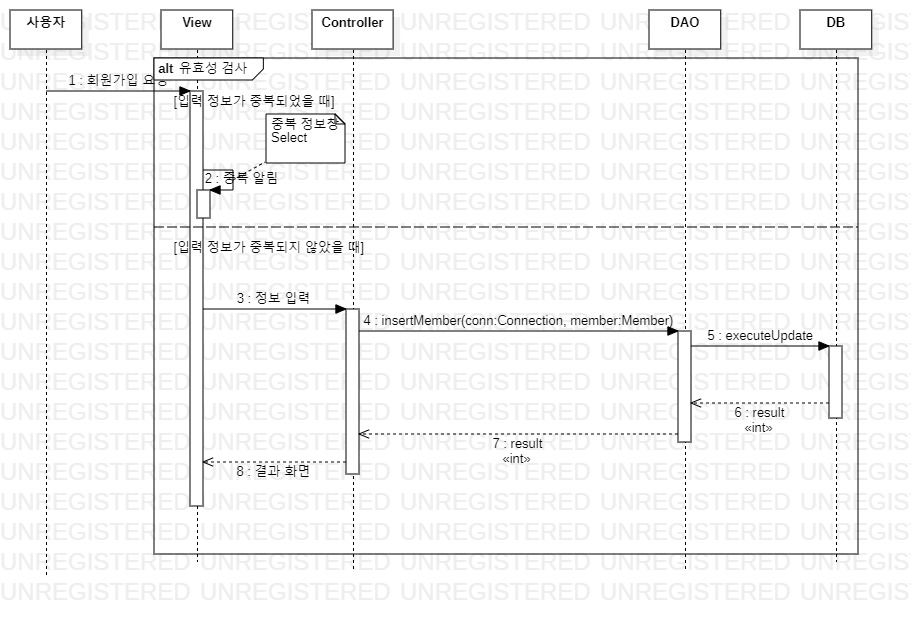 사용자
View
Controller
DAO
DB
alt 유효성 검사
1 : 회원가입 요청
[입력 정보가 중복되었을 때]
중복 정보창
Select
2 : 중복 알림
[입력 정보가 중복되지 않았을 때]
3 : 정보 입력
4 : insertMember(conn:Connection, member:Member)
5 : executeUpdate
6 : result
«int»
7 : result
«int»
8 : 결과 화면
UNREGISTERED